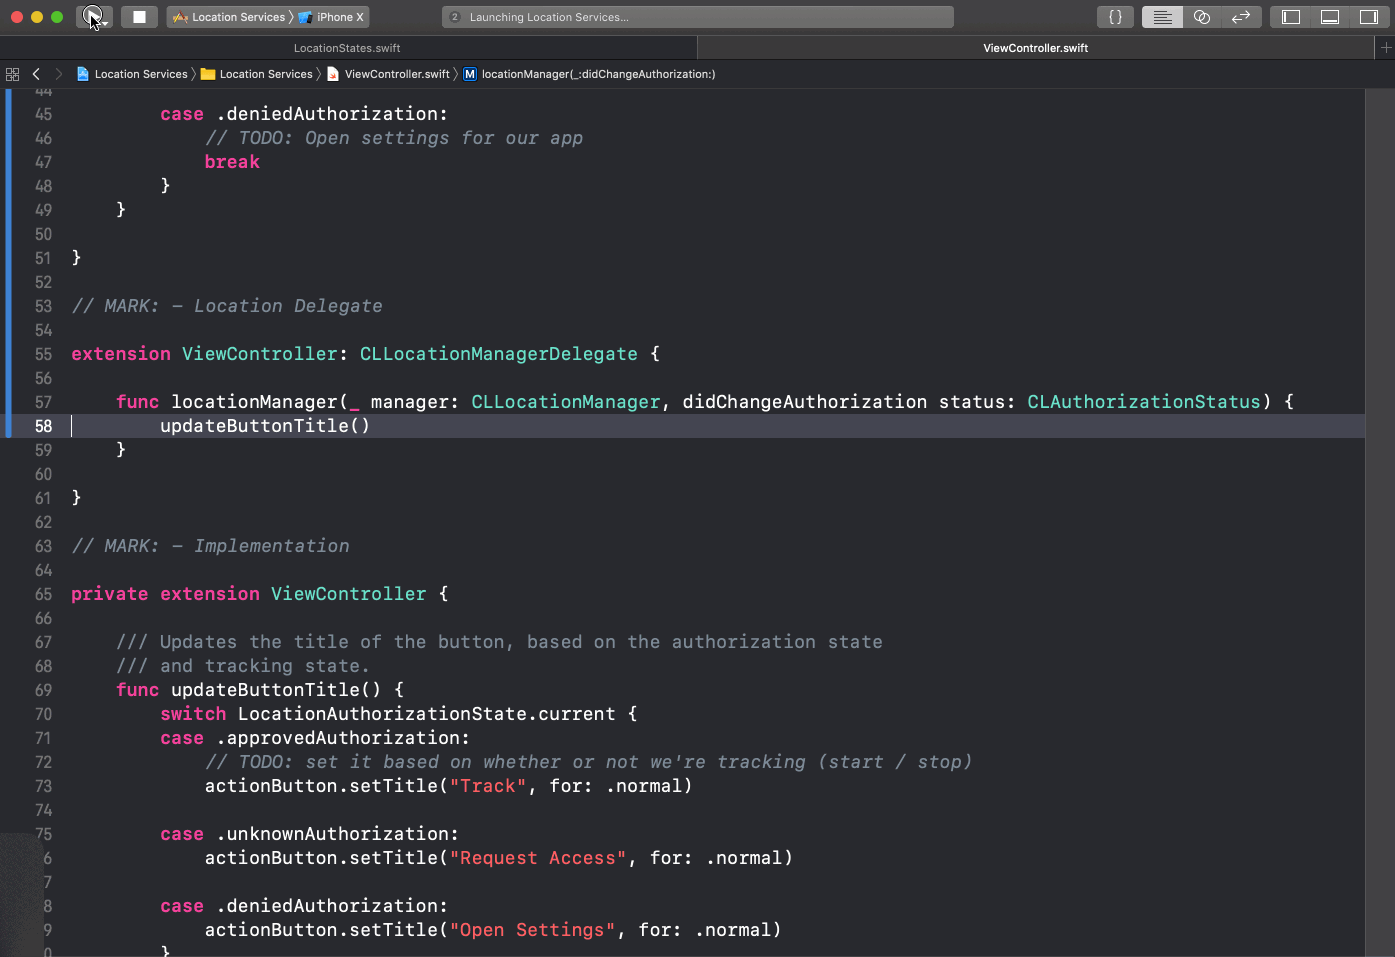 Location Services 〉 iPhone X
2 Launching Location Services...
{ }
LocationStates.swift
ViewController.swift
Location Services 〉 Location Services 〉 ViewController.swift 〉 M locationManager(_:didChangeAuthorization:)
44
45 case .deniedAuthorization:
46 // TODO: Open settings for our app
47 break
48 }
49 }
50
51 }
52
53 // MARK: - Location Delegate
54
55 extension ViewController: CLLocationManagerDelegate {
56
57 func locationManager(_ manager: CLLocationManager, didChangeAuthorization status: CLAuthorizationStatus) {
58 updateButtonTitle()
59 }
60
61 }
62
63 // MARK: - Implementation
64
65 private extension ViewController {
66
67 /// Updates the title of the button, based on the authorization state
68 /// and tracking state.
69 func updateButtonTitle() {
70 switch LocationAuthorizationState.current {
71 case .approvedAuthorization:
72 // TODO: set it based on whether or not we're tracking (start / stop)
73 actionButton.setTitle("Track", for: .normal)
74
75 case .unknownAuthorization:
6 actionButton.setTitle("Request Access", for: .normal)
7
8 case .deniedAuthorization:
9 actionButton.setTitle("Open Settings", for: .normal)
0 }